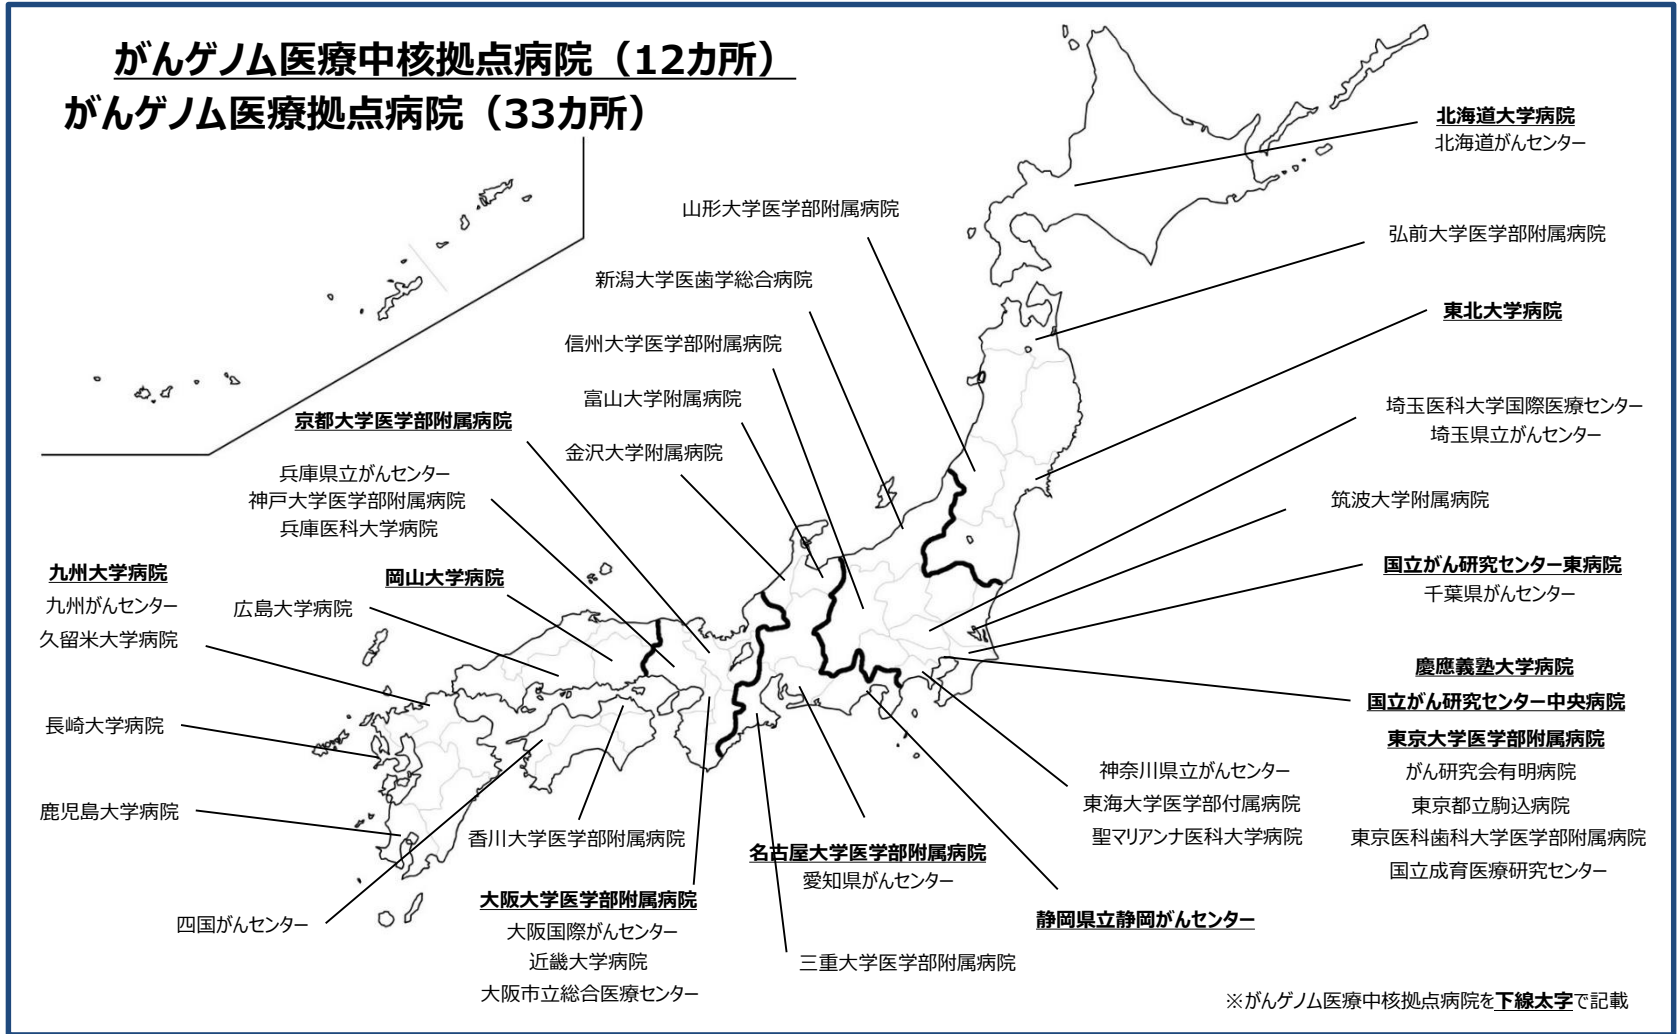 がんゲノム医療中核拠点病院（12カ所）
がんゲノム医療拠点病院（33カ所）
北海道大学病院
北海道がんセンター
山形大学医学部附属病院
弘前大学医学部附属病院
新潟大学医歯学総合病院
東北大学病院
信州大学医学部附属病院
富山大学附属病院
京都大学医学部附属病院
金沢大学附属病院
埼玉医科大学国際医療センター
埼玉県立がんセンター
兵庫県立がんセンター
神戸大学医学部附属病院
兵庫医科大学病院
筑波大学附属病院
九州大学病院
九州がんセンター
久留米大学病院
岡山大学病院
広島大学病院
国立がん研究センター東病院
千葉県がんセンター
慶應義塾大学病院
国立がん研究センター中央病院
東京大学医学部附属病院
がん研究会有明病院
東京都立駒込病院
東京医科歯科大学医学部附属病院
国立成育医療研究センター
長崎大学病院
鹿児島大学病院
神奈川県立がんセンター
東海大学医学部付属病院
聖マリアンナ医科大学病院
香川大学医学部附属病院
名古屋大学医学部附属病院
愛知県がんセンター
四国がんセンター
大阪大学医学部附属病院
大阪国際がんセンター
近畿大学病院
大阪市立総合医療センター
静岡県立静岡がんセンター
三重大学医学部附属病院
※がんゲノム医療中核拠点病院を下線太字で記載